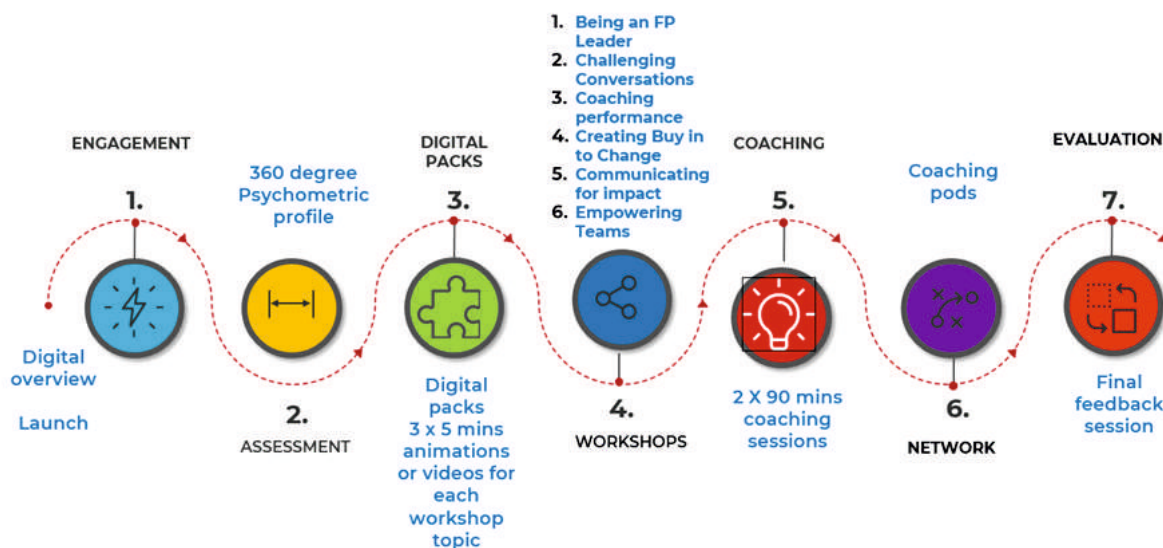 ENGAGEMENT
1.
Digital
overview
Launch
360 degree
Psychometric
profile
2.
ASSESSMENT
DIGITAL
PACKS
3.
Digital
packs
3 x 5 mins
animations
or videos for
each
workshop
topic
1. Being an FP
Leader
2. Challenging
Conversations
3. Coaching
performance
4. Creating Buy in
to Change
5. Communicating
for impact
6. Empowering
Teams
4.
WORKSHOPS
COACHING
5.
2 X 90 mins
coaching
sessions
Coaching
pods
6.
NETWORK
EVALUATION
7.
Final
feedback
session